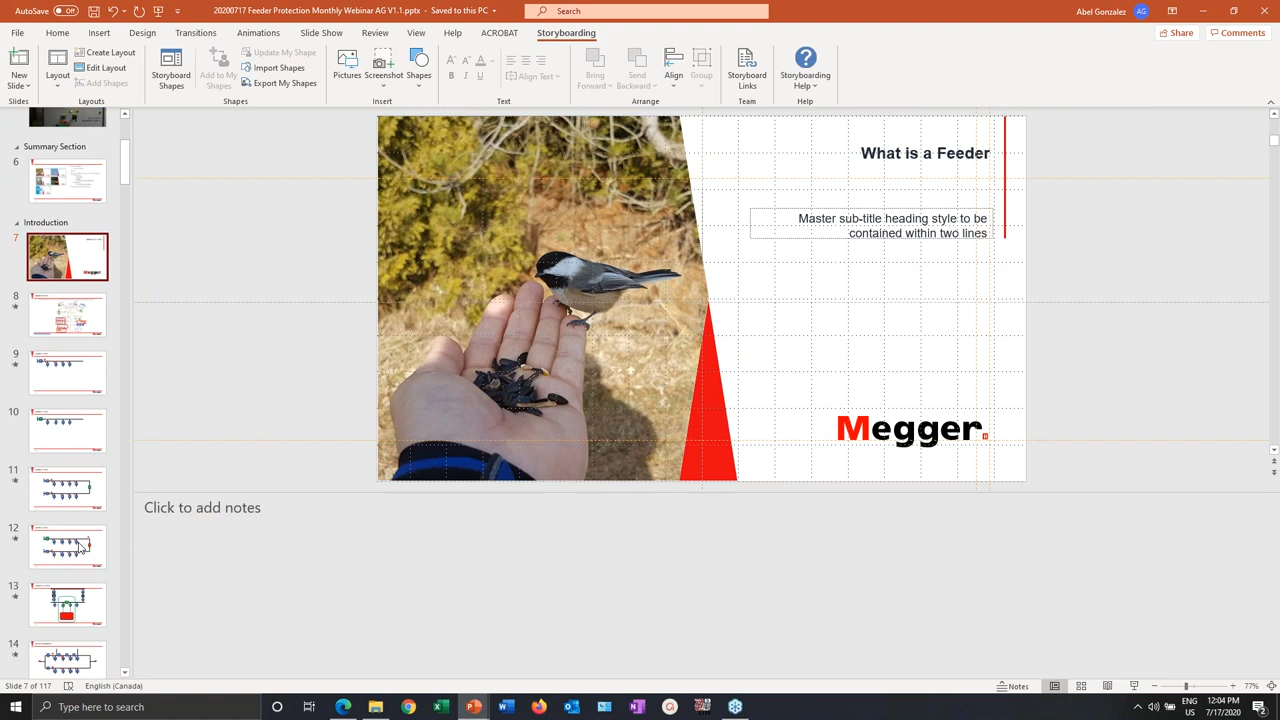 AutoSave Off
20200717 Feeder Protection Monthly Webinar AG V1.1.pptx - Saved to this PC
Search
Abel Gonzalez
AG
File Home Insert Design Transitions Animations Slide Show Review View Help ACROBAT Storyboarding
Share
Comments
New Slide
Slides
Layout
Create Layout
Edit Layout
Add Shapes
Layouts
Storyboard Shapes
Add to My Shapes
Update My Shape
Import Shapes
Export My Shapes
Shapes
Pictures
Screenshot
Shapes
Insert
B I U
Align Text
Text
Bring Forward
Send Backward
Align
Group
Arrange
Storyboard Links
Team
Storyboarding Help
Help
Summary Section
6
Introduction
7
8
9
10
11
12
13
14
What is a Feeder
Master sub-title heading style to be
contained within two lines
Megger
Click to add notes
Slide 7 of 117
English (Canada)
Notes
77%
Type here to search
ENG
US
12:04 PM
7/17/2020
2